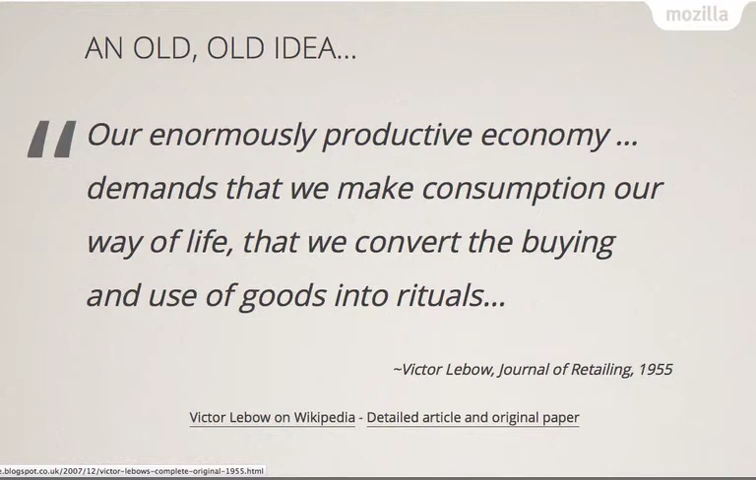 mozilla
AN OLD, OLD IDEA...
“ Our enormously productive economy ...
demands that we make consumption our
way of life, that we convert the buying
and use of goods into rituals...
~Victor Lebow, Journal of Retailing, 1955
Victor Lebow on Wikipedia - Detailed article and original paper
e.blogspot.co.uk/2007/12/victor-lebows-complete-original-1955.html